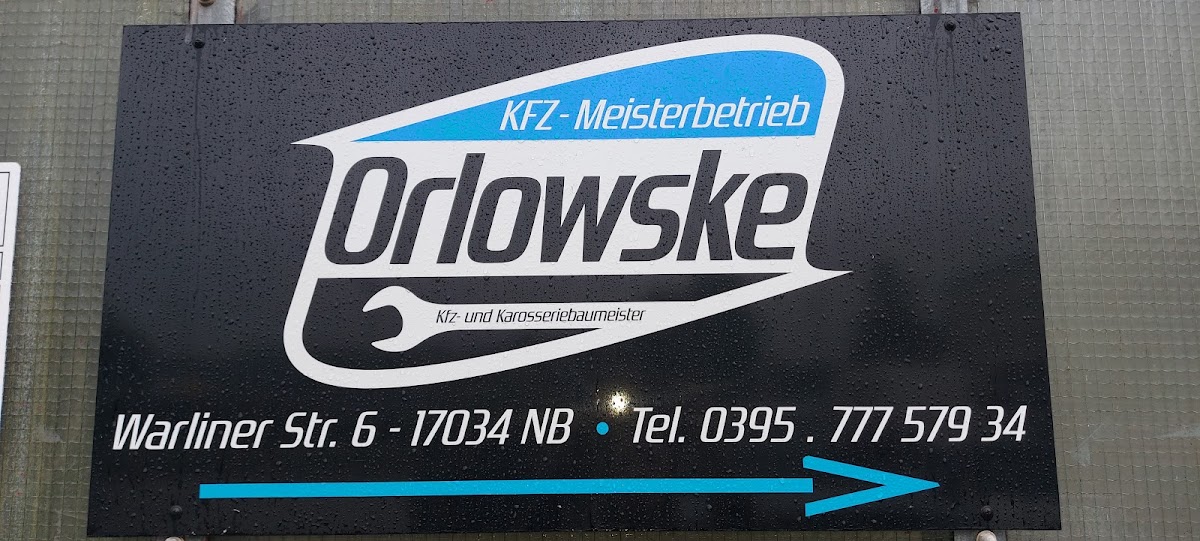 KFZ - Meisterbetrieb
Orlowske
Kfz- und Karosseriebaumeister
Warliner Str. 6 - 17034 NB • Tel. 0395 . 777 579 34